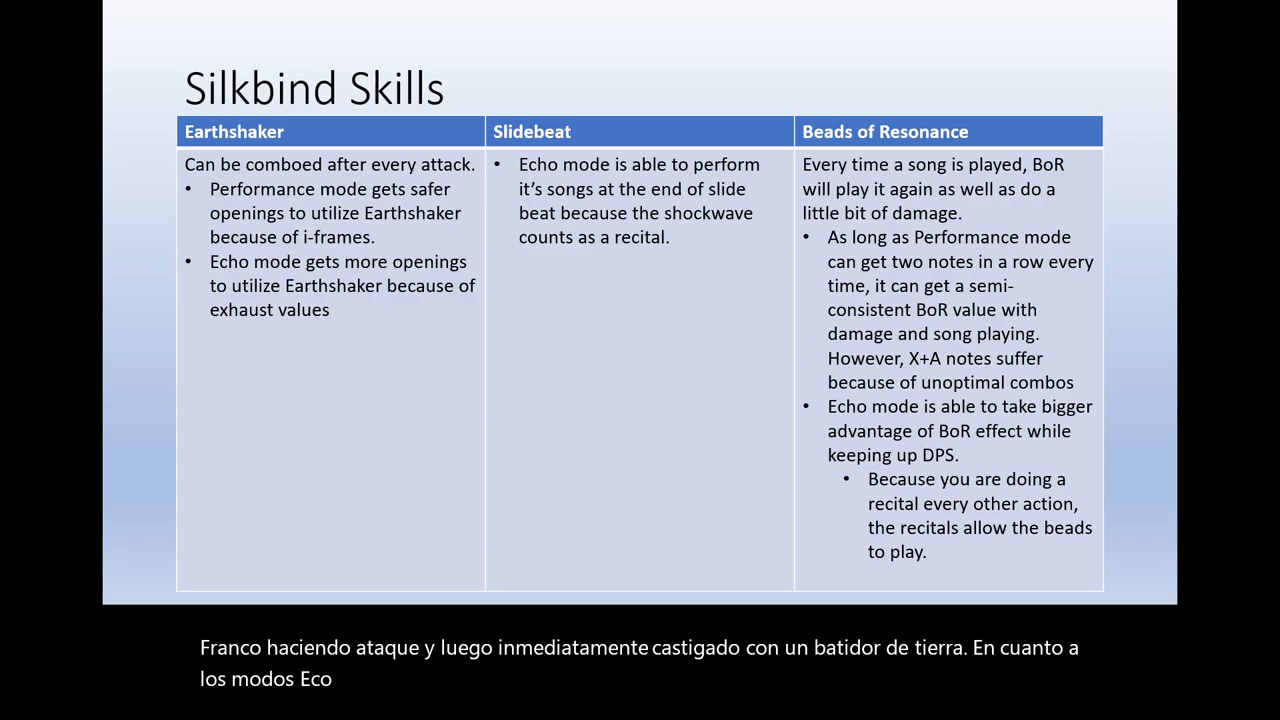 Silkbind Skills
Earthshaker
Can be comboed after every attack.
• Performance mode gets safer
openings to utilize Earthshaker
because of i-frames.
• Echo mode gets more openings
to utilize Earthshaker because of
exhaust values
Slidebeat
• Echo mode is able to perform
it's songs at the end of slide
beat because the shockwave
counts as a recital.
Beads of Resonance
Every time a song is played, BoR
will play it again as well as do a
little bit of damage.
• As long as Performance mode
can get two notes in a row every
time, it can get a semi-
consistent BoR value with
damage and song playing.
However, X+A notes suffer
because of unoptimal combos
• Echo mode is able to take bigger
advantage of BoR effect while
keeping up DPS.
• Because you are doing a
recital every other action,
the recitals allow the beads
to play.
Franco haciendo ataque y luego inmediatamente castigado con un batidor de tierra. En cuanto a
los modos Eco